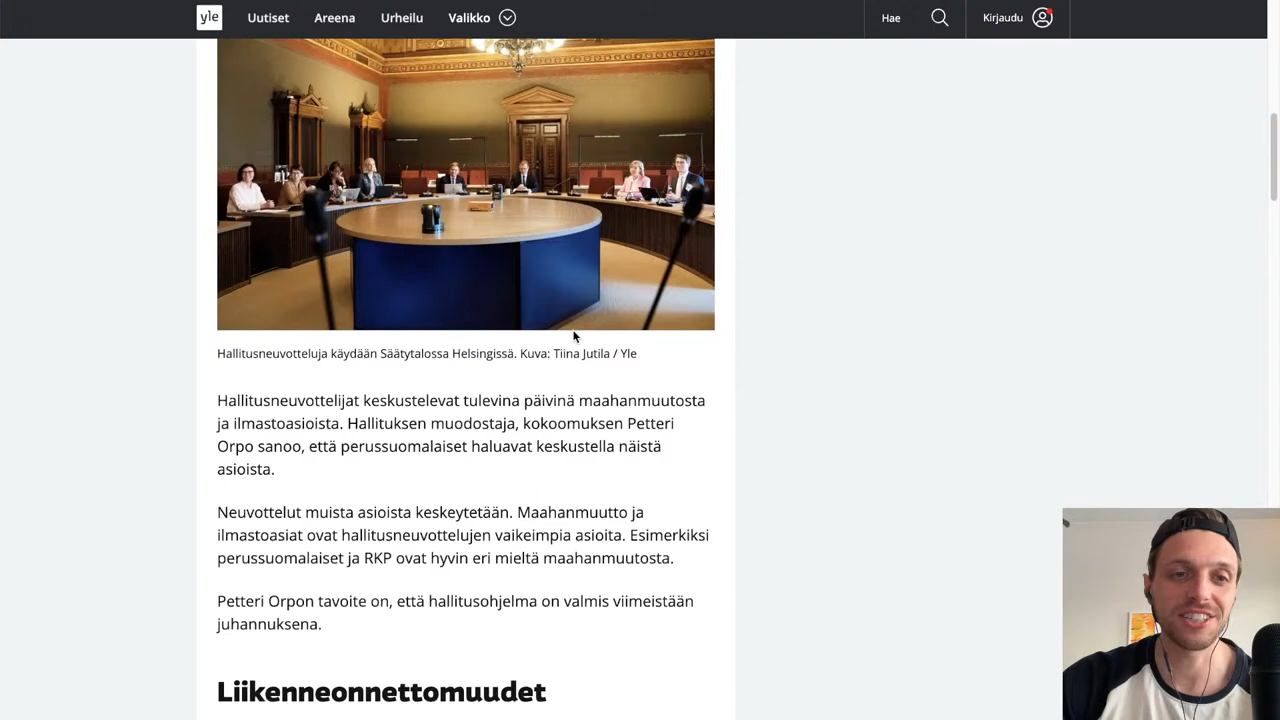 yle
Uutiset
Areena
Urheilu
Valikko
Hae
Kirjaudu
Hallitusneuvotteluja käydään Säätytalossa Helsingissä. Kuva: Tiina Jutila / Yle
Hallitusneuvottelijat keskustelevat tulevina päivinä maahanmuutosta
ja ilmastoasioista. Hallituksen muodostaja, kokoomuksen Petteri
Orpo sanoo, että perussuomalaiset haluavat keskustella näistä
asioista.
Neuvottelut muista asioista keskeytetään. Maahanmuutto ja
ilmastoasiat ovat hallitusneuvottelujen vaikeimpia asioita. Esimerkiksi
perussuomalaiset ja RKP ovat hyvin eri mieltä maahanmuutosta.
Petteri Orpon tavoite on, että hallitusohjelma on valmis viimeistään
juhannuksena.
Liikenneonnettomuudet